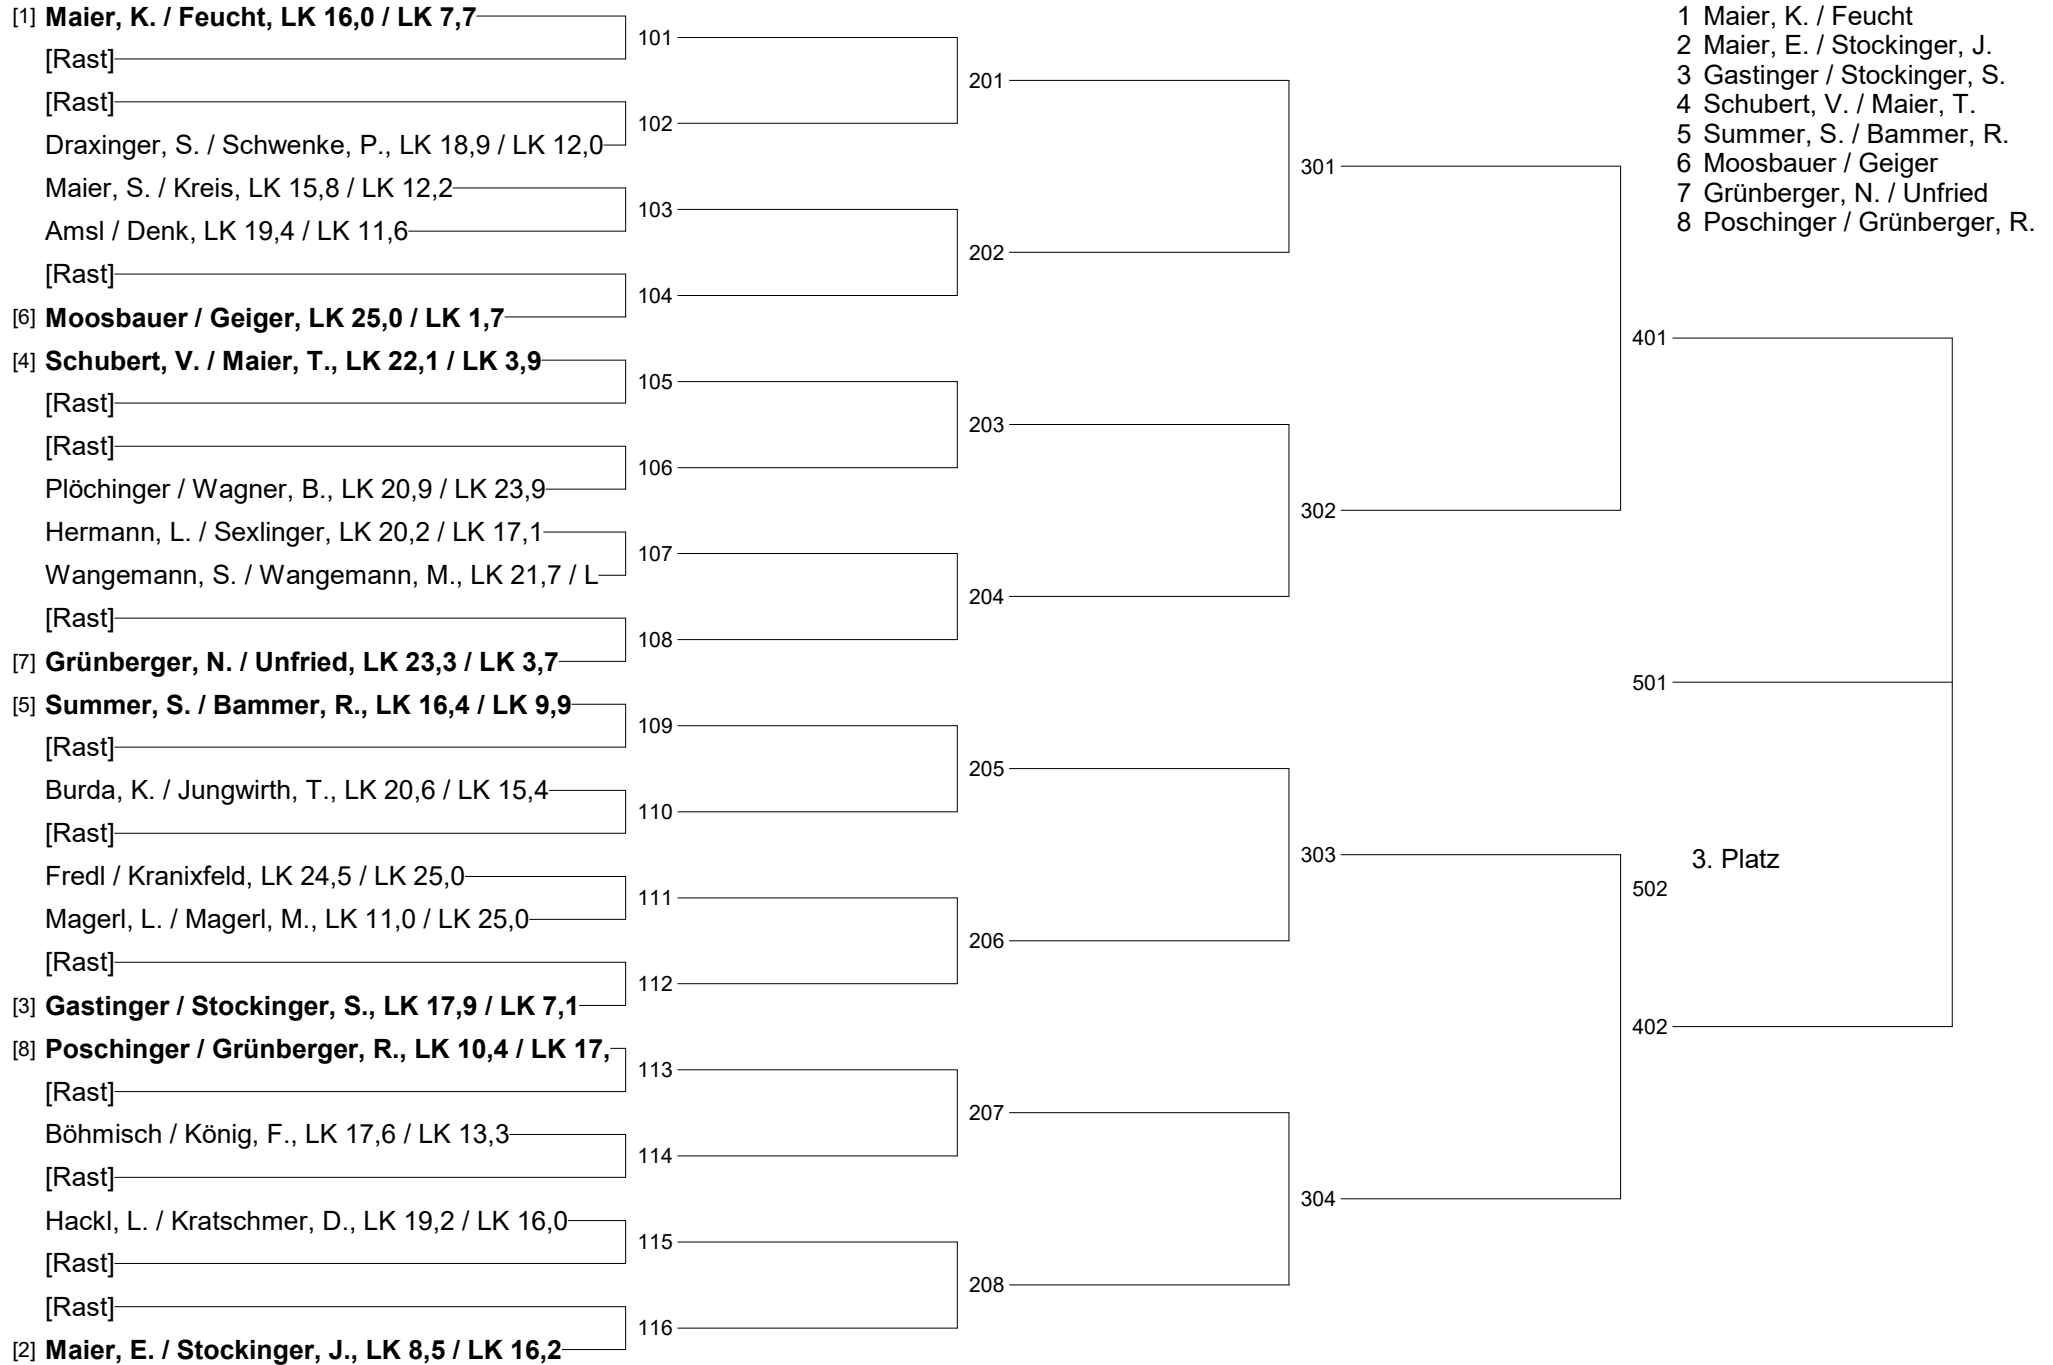 [1] Maier, K. / Feucht, LK 16,0 / LK 7,7
[Rast]
[Rast]
Draxinger, S. / Schwenke, P., LK 18,9 / LK 12,0
Maier, S. / Kreis, LK 15,8 / LK 12,2
Amsl / Denk, LK 19,4 / LK 11,6
[Rast]
[6] Moosbauer / Geiger, LK 25,0 / LK 1,7
[4] Schubert, V. / Maier, T., LK 22,1 / LK 3,9
[Rast]
[Rast]
Plöchinger / Wagner, B., LK 20,9 / LK 23,9
Hermann, L. / Sexlinger, LK 20,2 / LK 17,1
Wangemann, S. / Wangemann, M., LK 21,7 / L
[Rast]
[7] Grünberger, N. / Unfried, LK 23,3 / LK 3,7
[5] Summer, S. / Bammer, R., LK 16,4 / LK 9,9
[Rast]
Burda, K. / Jungwirth, T., LK 20,6 / LK 15,4
[Rast]
Fredl / Kranixfeld, LK 24,5 / LK 25,0
Magerl, L. / Magerl, M., LK 11,0 / LK 25,0
[Rast]
[3] Gastinger / Stockinger, S., LK 17,9 / LK 7,1
[8] Poschinger / Grünberger, R., LK 10,4 / LK 17,
[Rast]
Böhmisch / König, F., LK 17,6 / LK 13,3
[Rast]
Hackl, L. / Kratschmer, D., LK 19,2 / LK 16,0
[Rast]
[Rast]
[2] Maier, E. / Stockinger, J., LK 8,5 / LK 16,2
101
102
103
104
105
106
107
108
109
110
111
112
113
114
115
116
201
202
203
204
205
206
207
208
301
302
303
304
401
501
3. Platz
502
402
1 Maier, K. / Feucht
2 Maier, E. / Stockinger, J.
3 Gastinger / Stockinger, S.
4 Schubert, V. / Maier, T.
5 Summer, S. / Bammer, R.
6 Moosbauer / Geiger
7 Grünberger, N. / Unfried
8 Poschinger / Grünberger, R.